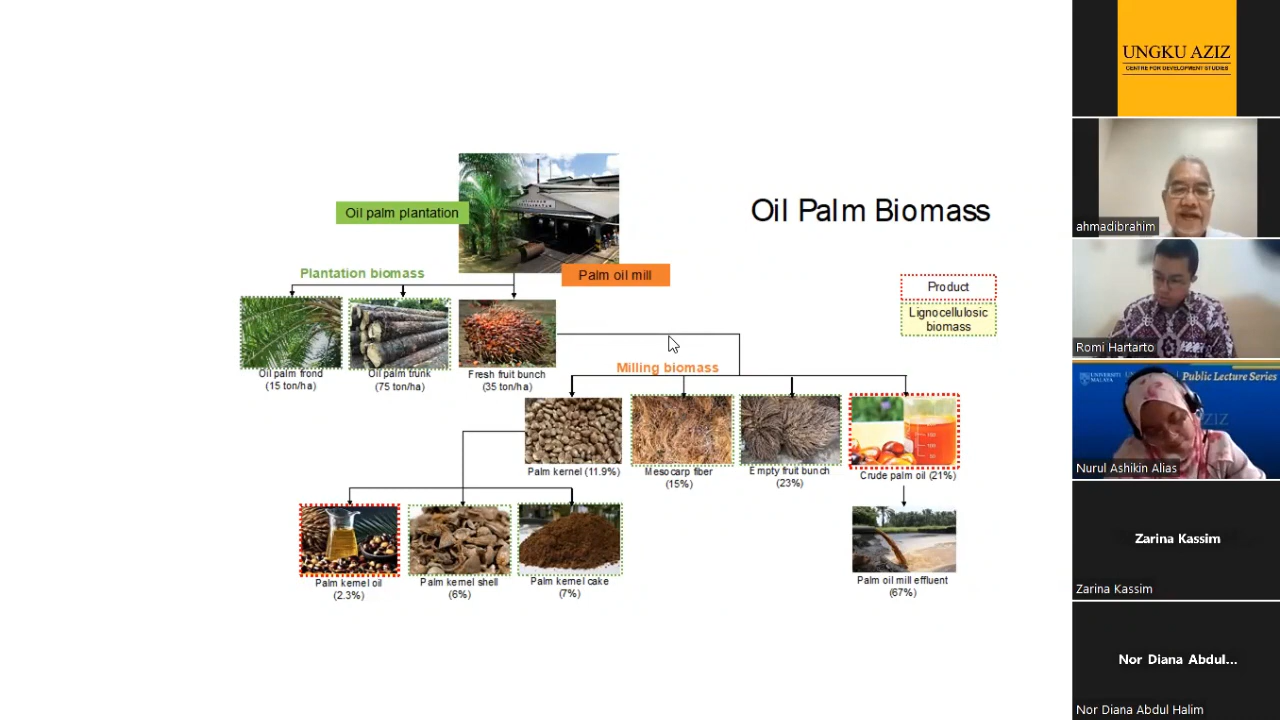 Oil Palm Biomass
Oil palm plantation
Palm oil mill
Plantation biomass
Product
Lignocellulosic
biomass
Oil palm frond
(15 ton/ha)
Oil palm trunk
(75 ton/ha)
Fresh fruit bunch
(35 ton/ha)
Milling biomass
Palm kernel (11.9%)
Mesocarp fiber
(15%)
Empty fruit bunch
(23%)
Crude palm oil (21%)
Palm kernel oil
(2.3%)
Palm kernel shell
(6%)
Palm kernel cake
(7%)
Palm oil mill effluent
(67%)
UNGKU AZIZ
CENTRE FOR DEVELOPMENT STUDIES
ahmadibrahim
Romi Hartarto
UNIVERSITI
MALAYA
Public Lecture Series
AZIZ
Nurul Ashikin Alias
Zarina Kassim
Zarina Kassim
Nor Diana Abdul...
Nor Diana Abdul Halim